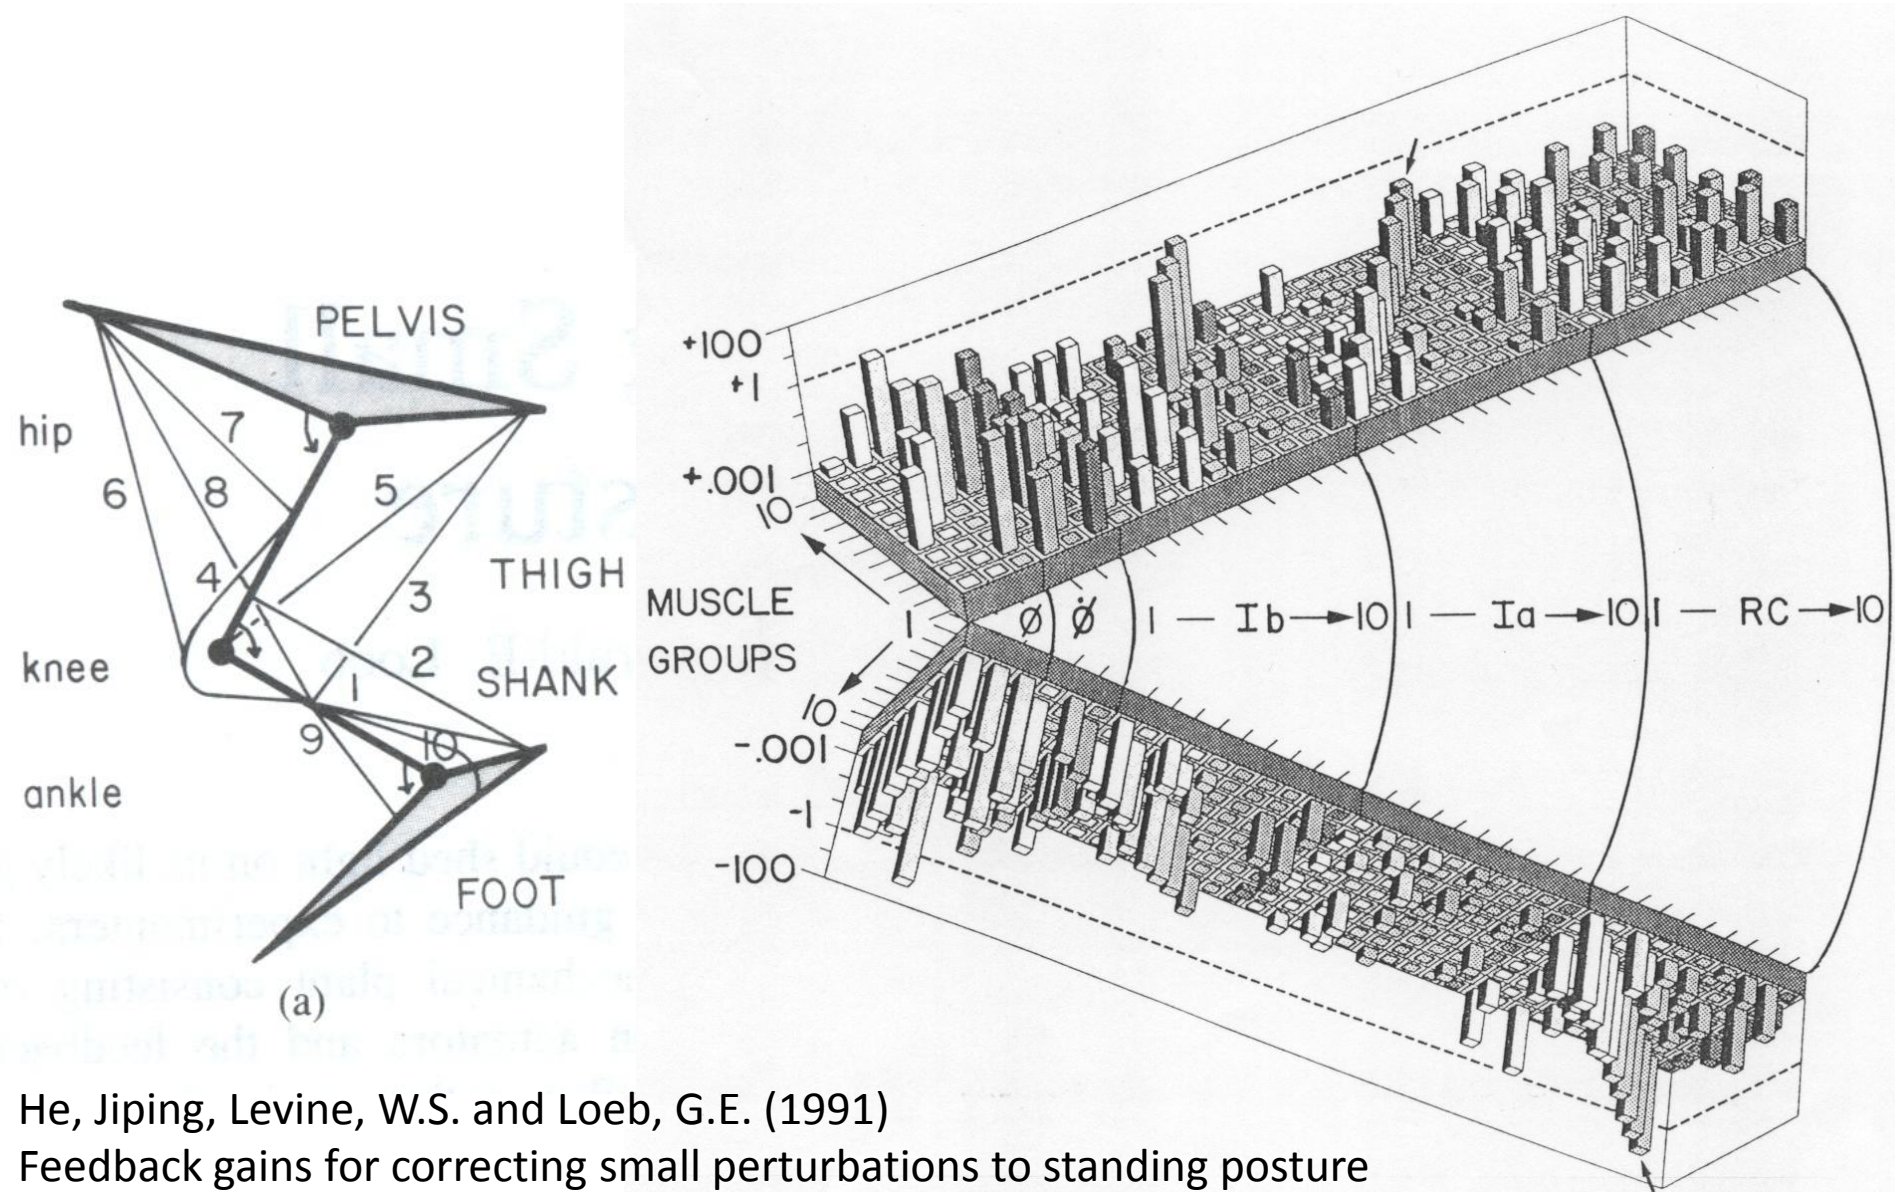 PELVIS
hip
7
6
8
5
THIGH
4
3
knee
2
1
SHANK
9
10
ankle
FOOT
(a)
+100
+1
+.001
10
MUSCLE
GROUPS
1
ø ø̇ 1 — Ib → 10 1 — Ia → 10 1 — RC → 10
10
-.001
-1
-100
He, Jiping, Levine, W.S. and Loeb, G.E. (1991)
Feedback gains for correcting small perturbations to standing posture